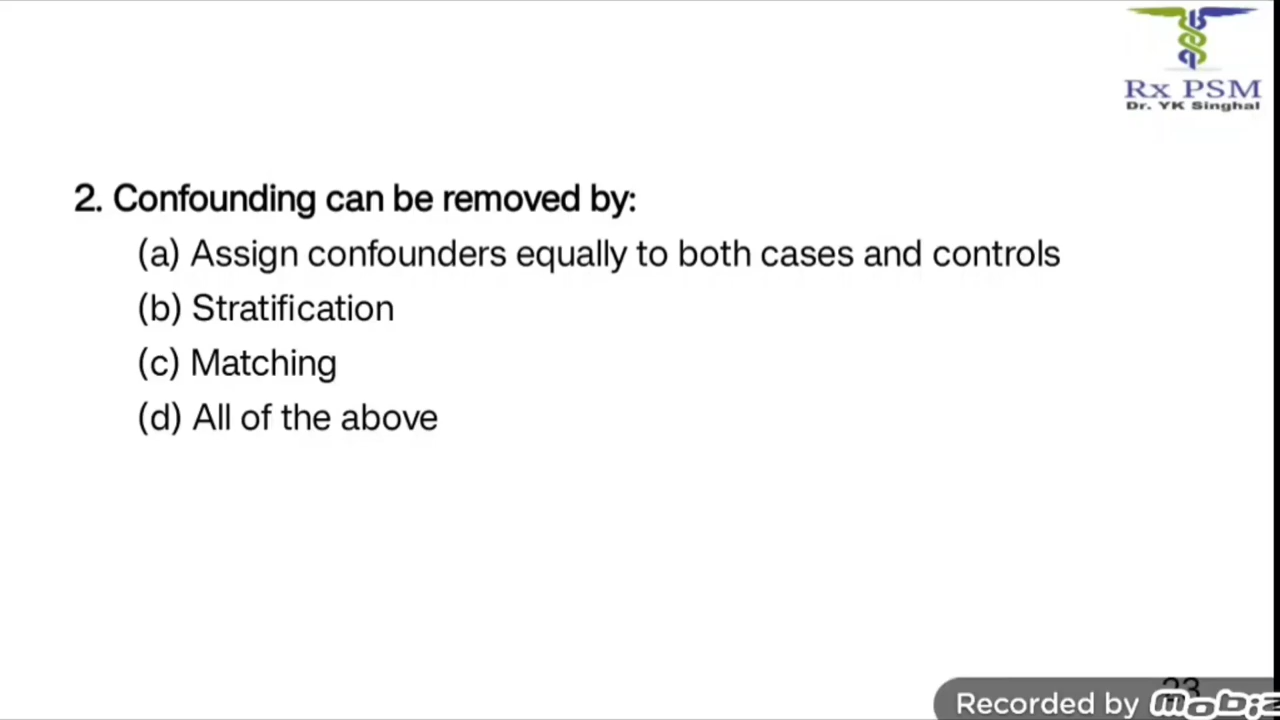 Rx PSM
Dr. YK Singhal
2. Confounding can be removed by:
(a) Assign confounders equally to both cases and controls
(b) Stratification
(c) Matching
(d) All of the above
23
Recorded by